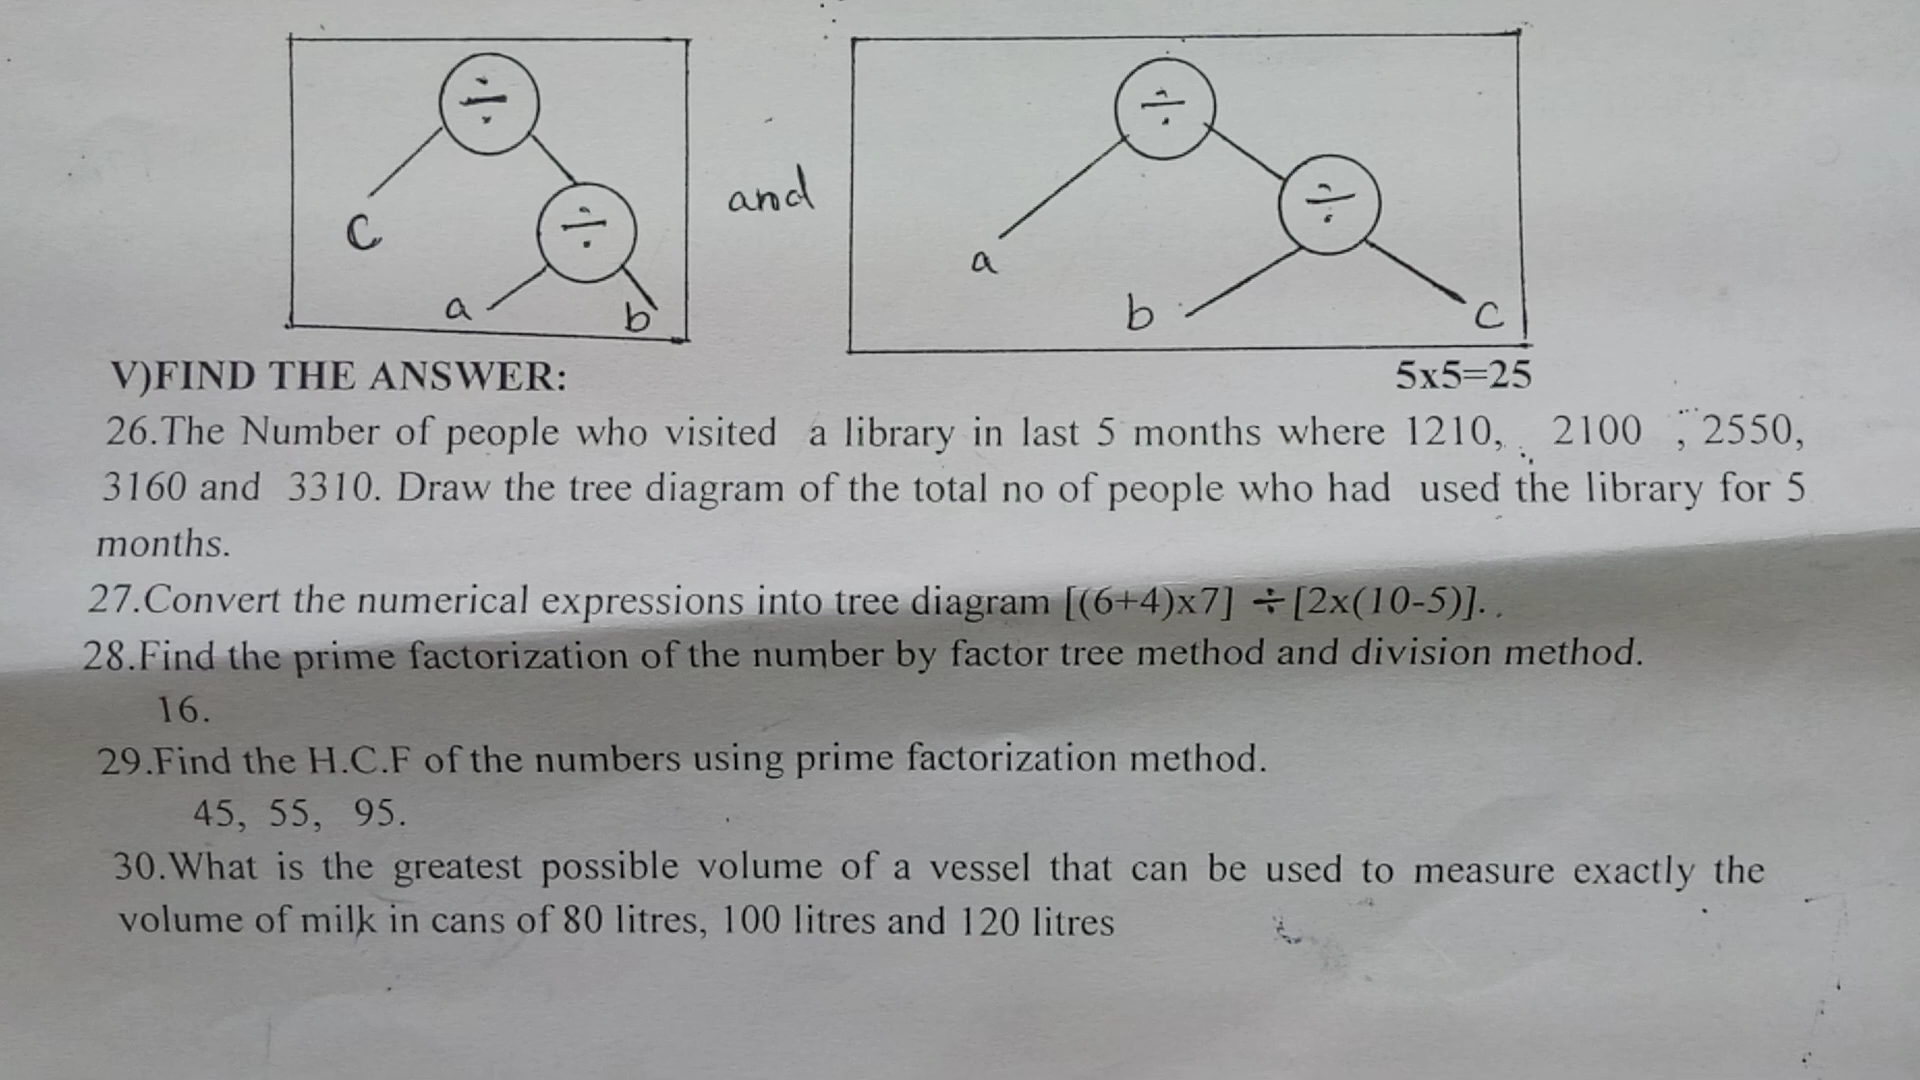 ÷
÷
c
a
b
and
÷
÷
a
b
c
V)FIND THE ANSWER: 5x5=25
26.The Number of people who visited a library in last 5 months where 1210, 2100 , 2550,
3160 and 3310. Draw the tree diagram of the total no of people who had used the library for 5
months.
27.Convert the numerical expressions into tree diagram [(6+4)x7] ÷[2x(10-5)].
28.Find the prime factorization of the number by factor tree method and division method.
16.
29.Find the H.C.F of the numbers using prime factorization method.
45, 55, 95.
30.What is the greatest possible volume of a vessel that can be used to measure exactly the
volume of milk in cans of 80 litres, 100 litres and 120 litres